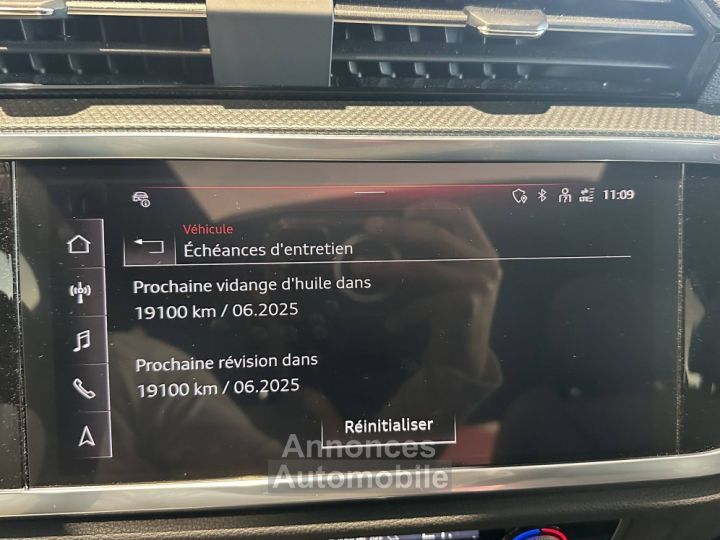 11:09
Véhicule
Échéances d'entretien
Prochaine vidange d'huile dans
19100 km / 06.2025
Prochaine révision dans
19100 km / 06.2025
Réinitialiser
Annonces
Automobile